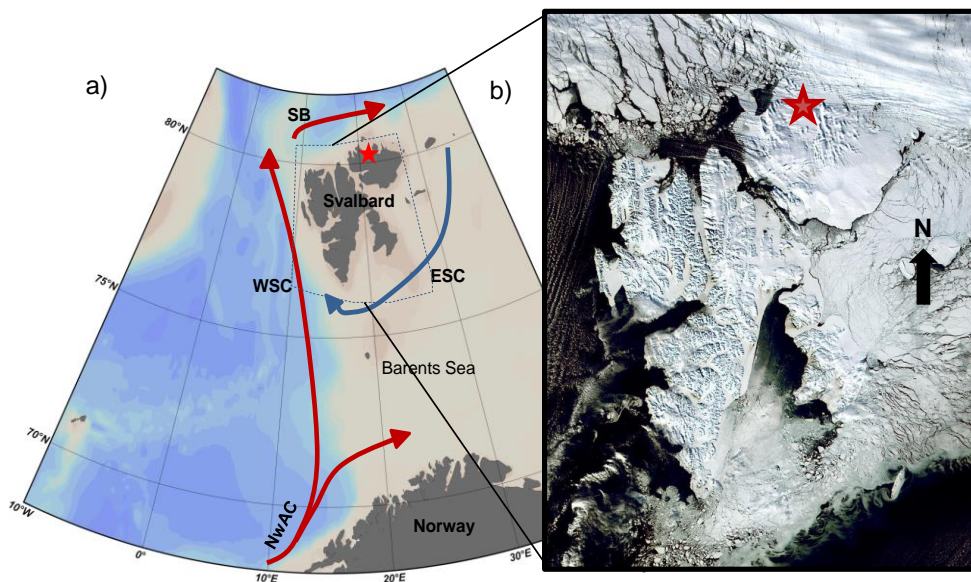 a)
b)
SB
80°N
Svalbard
WSC
ESC
N
75°N
Barents Sea
70°N
NwAC
Norway
10°W
0°
10°E
20°E
30°E